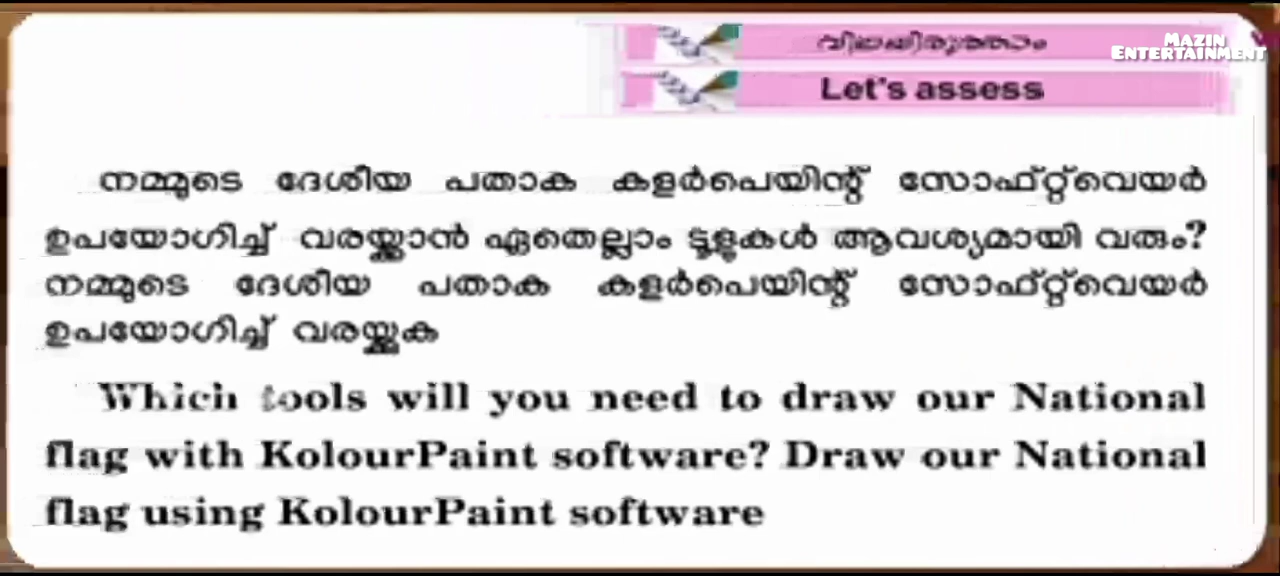 വിലയിരുത്താം
MAZIN
ENTERTAINMENT
Let's assess
നമ്മുടെ ദേശീയ പതാക കളർപെയിന്റ് സോഫ്റ്റ്‌വെയർ
ഉപയോഗിച്ച് വരയ്ക്കാൻ ഏതെല്ലാം ടൂളുകൾ ആവശ്യമായി വരും?
നമ്മുടെ ദേശീയ പതാക കളർപെയിന്റ് സോഫ്റ്റ്‌വെയർ
ഉപയോഗിച്ച് വരയ്ക്കുക
Which tools will you need to draw our National
flag with KolourPaint software? Draw our National
flag using KolourPaint software